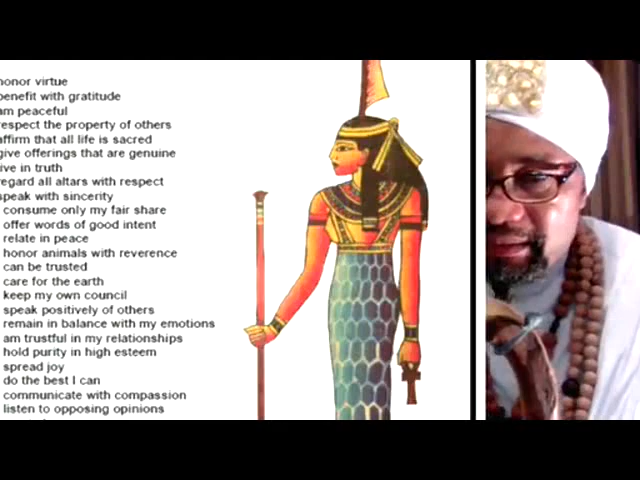 honor virtue
benefit with gratitude
am peaceful
respect the property of others
affirm that all life is sacred
give offerings that are genuine
live in truth
regard all altars with respect
speak with sincerity
consume only my fair share
offer words of good intent
relate in peace
honor animals with reverence
can be trusted
care for the earth
keep my own council
speak positively of others
remain in balance with my emotions
am trustful in my relationships
hold purity in high esteem
spread joy
do the best I can
communicate with compassion
listen to opposing opinions